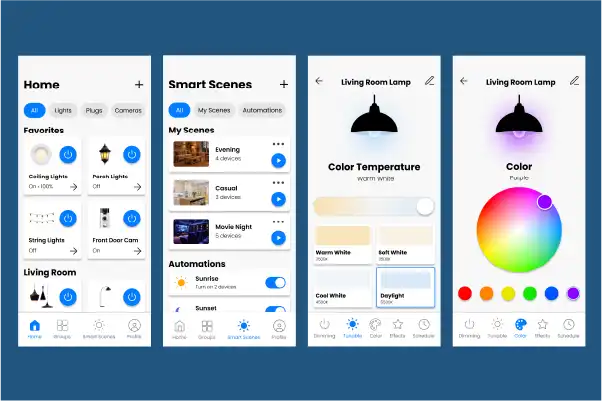 Home +
All Lights Plugs Cameras
Favorites
Ceiling Lights
On • 100%
Porch Lights
Off
String Lights
Off
Front Door Cam
On
Living Room
Home Groups Smart Scenes Profile
Smart Scenes +
All My Scenes Automations
My Scenes
Evening
4 devices
Casual
3 devices
Movie Night
5 devices
Automations
Sunrise
Turn on 2 devices
Sunset
Home Groups Smart Scenes Profile
Living Room Lamp
Color Temperature
Warm White
Warm White
Soft White
Cool White
Daylight
Dimming Tunable Color Effects Schedule
Living Room Lamp
Color
Purple
Dimming Tunable Color Effects Schedule